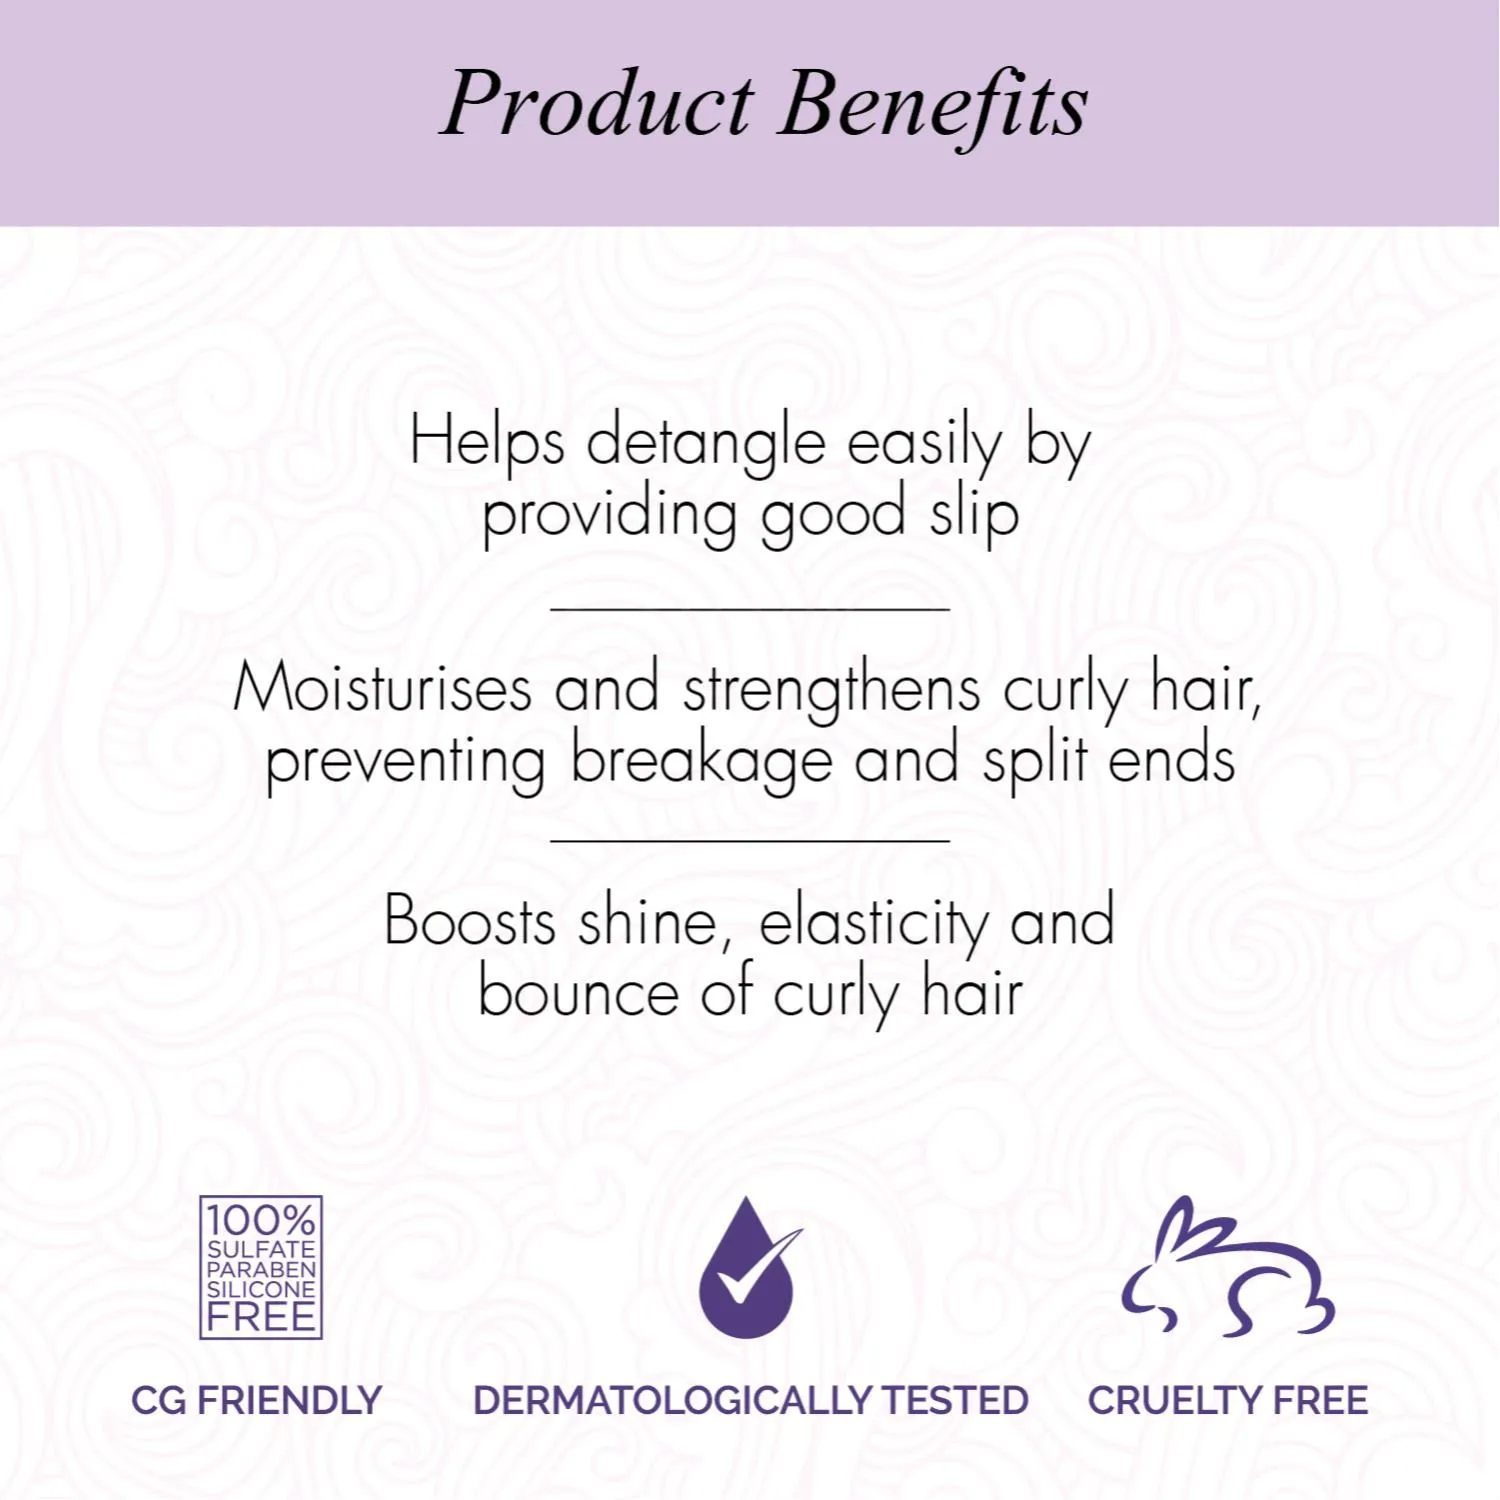 Product Benefits
Helps detangle easily by
providing good slip
Moisturises and strengthens curly hair,
preventing breakage and split ends
Boosts shine, elasticity and
bounce of curly hair
100%
SULFATE
PARABEN
SILICONE
FREE
CG FRIENDLY
DERMATOLOGICALLY TESTED
CRUELTY FREE